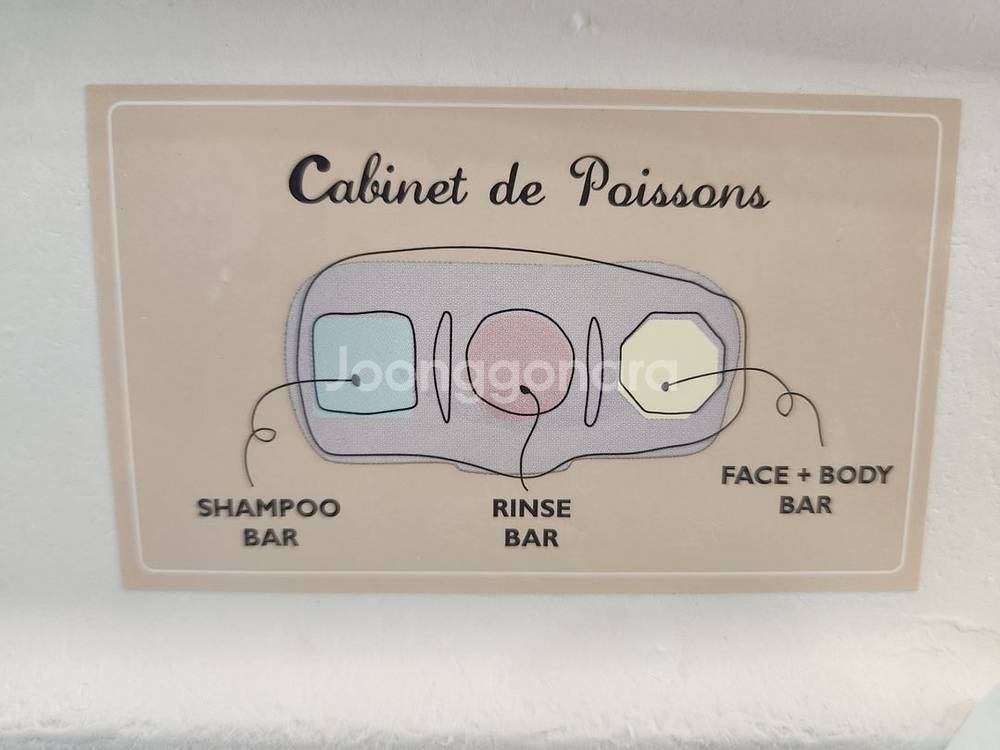 Cabinet de Poissons
Joonggonara
SHAMPOO
BAR
RINSE
BAR
FACE + BODY
BAR